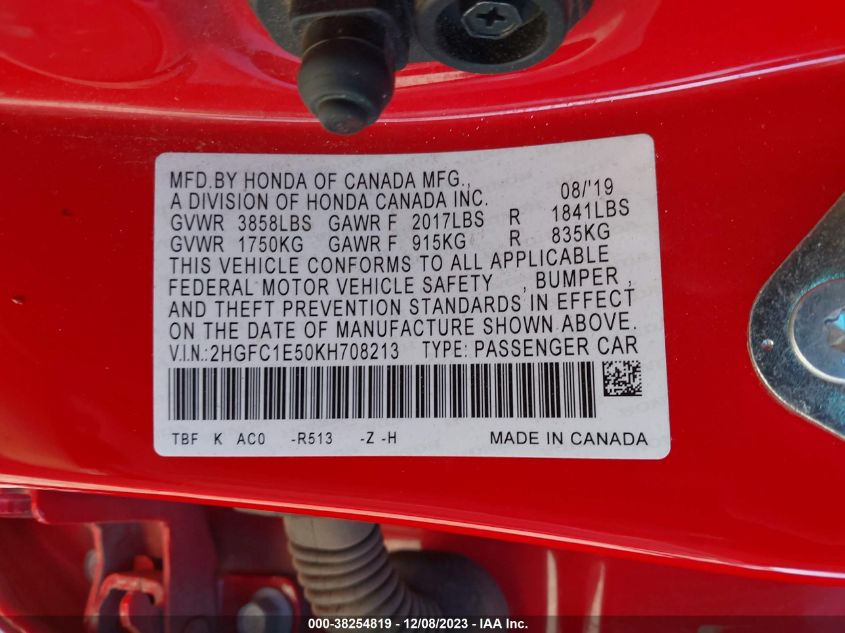 MFD.BY HONDA OF CANADA MFG., 08/'19
A DIVISION OF HONDA CANADA INC.
GVWR 3858LBS GAWR F 2017LBS R 1841LBS
GVWR 1750KG GAWR F 915KG R 835KG
THIS VEHICLE CONFORMS TO ALL APPLICABLE
FEDERAL MOTOR VEHICLE SAFETY , BUMPER ,
AND THEFT PREVENTION STANDARDS IN EFFECT
ON THE DATE OF MANUFACTURE SHOWN ABOVE.
V.I.N.:2HGFC1E50KH708213 TYPE: PASSENGER CAR
TBF K AC0 -R513 -Z -H MADE IN CANADA
000-38254819 - 12/08/2023 - IAA Inc.